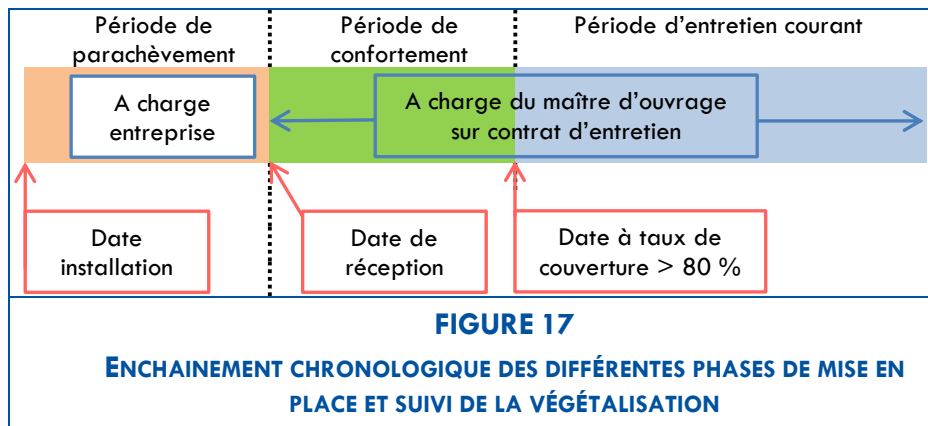 Période de
parachèvement
Période de
confortement
Période d'entretien courant
A charge
entreprise
A charge du maître d'ouvrage
sur contrat d'entretien
Date
installation
Date de
réception
Date à taux de
couverture > 80 %
FIGURE 17
ENCHAINEMENT CHRONOLOGIQUE DES DIFFÉRENTES PHASES DE MISE EN
PLACE ET SUIVI DE LA VÉGÉTALISATION